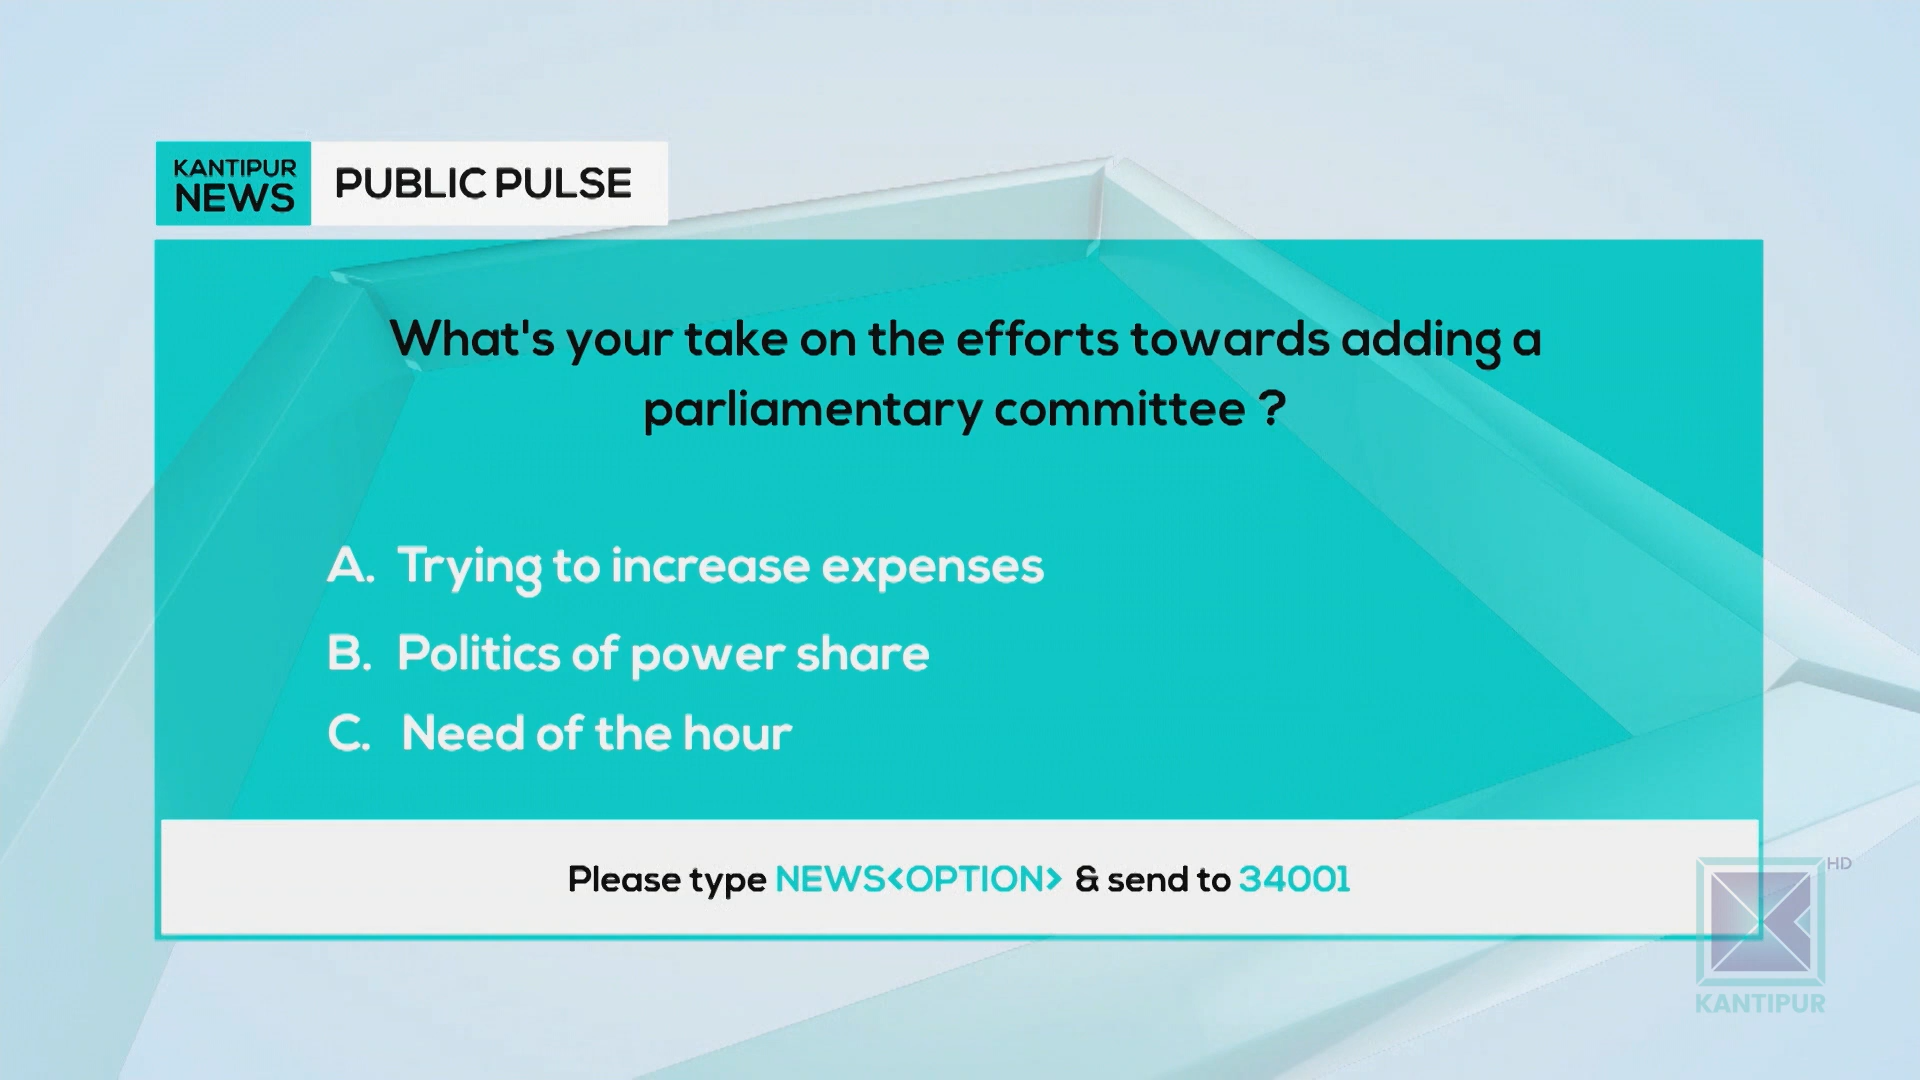 KANTIPUR
NEWS
PUBLIC PULSE
What's your take on the efforts towards adding a
parliamentary committee ?
A. Trying to increase expenses
B. Politics of power share
C. Need of the hour
Please type NEWS<OPTION> & send to 34001
HD
KANTIPUR